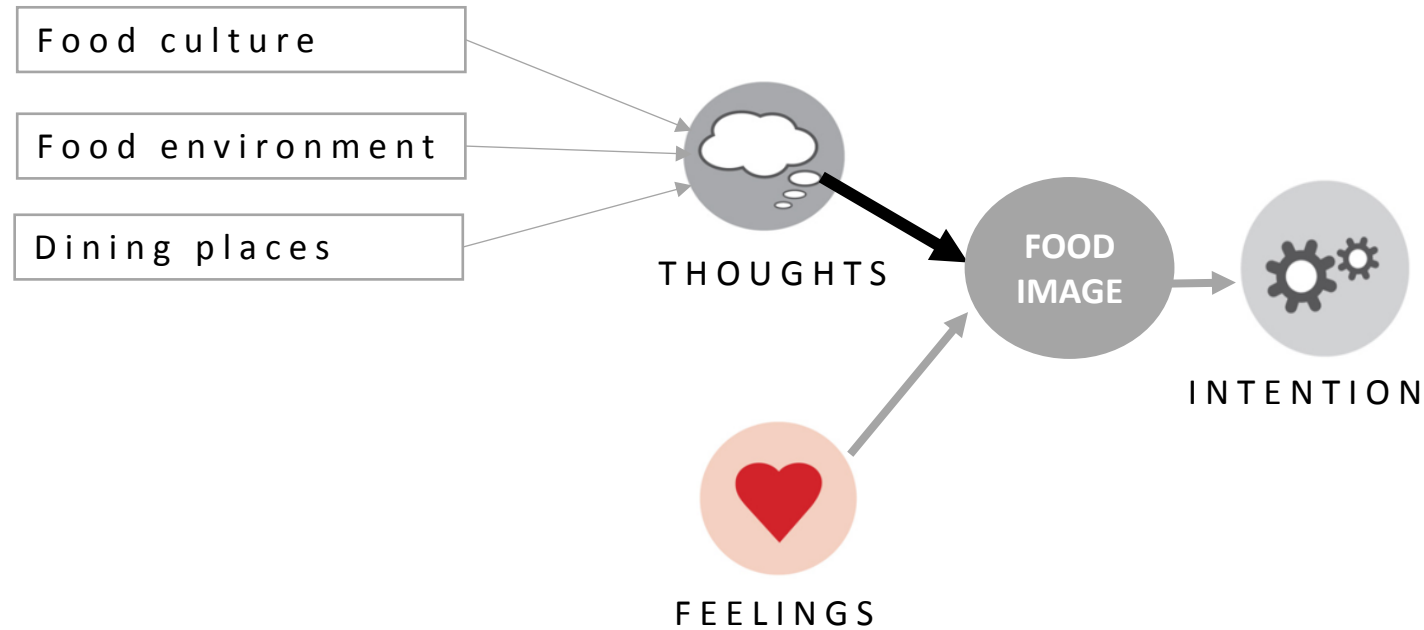 Food culture
Food environment
Dining places
THOUGHTS
FOOD
IMAGE
INTENTION
FEELINGS